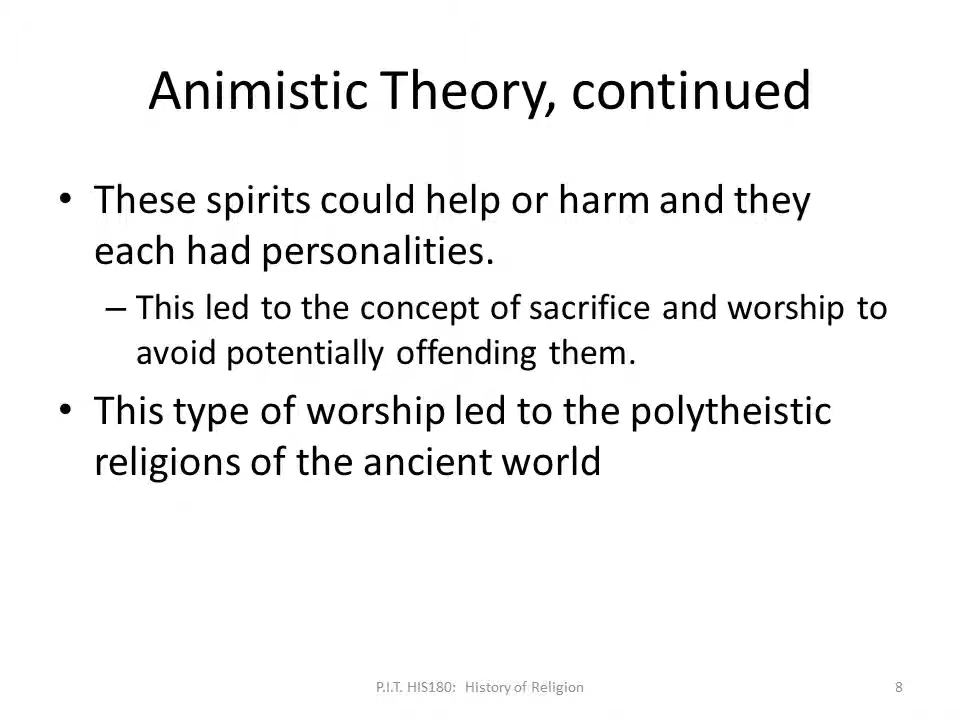 Animistic Theory, continued
• These spirits could help or harm and they
each had personalities.
– This led to the concept of sacrifice and worship to
avoid potentially offending them.
• This type of worship led to the polytheistic
religions of the ancient world
P.I.T. HIS180: History of Religion
8